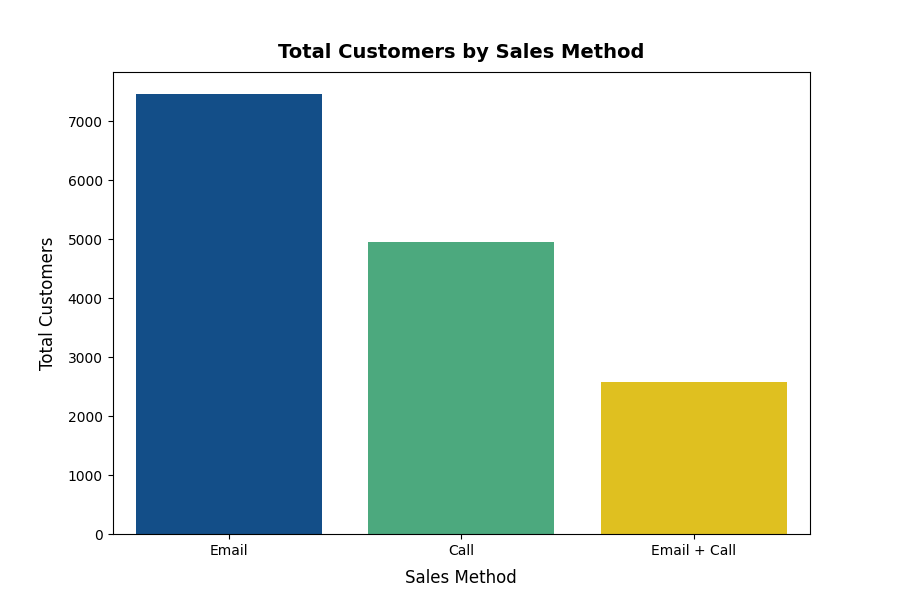 Total Customers by Sales Method
Total Customers
7000
6000
5000
4000
3000
2000
1000
0
Email
Call
Email + Call
Sales Method